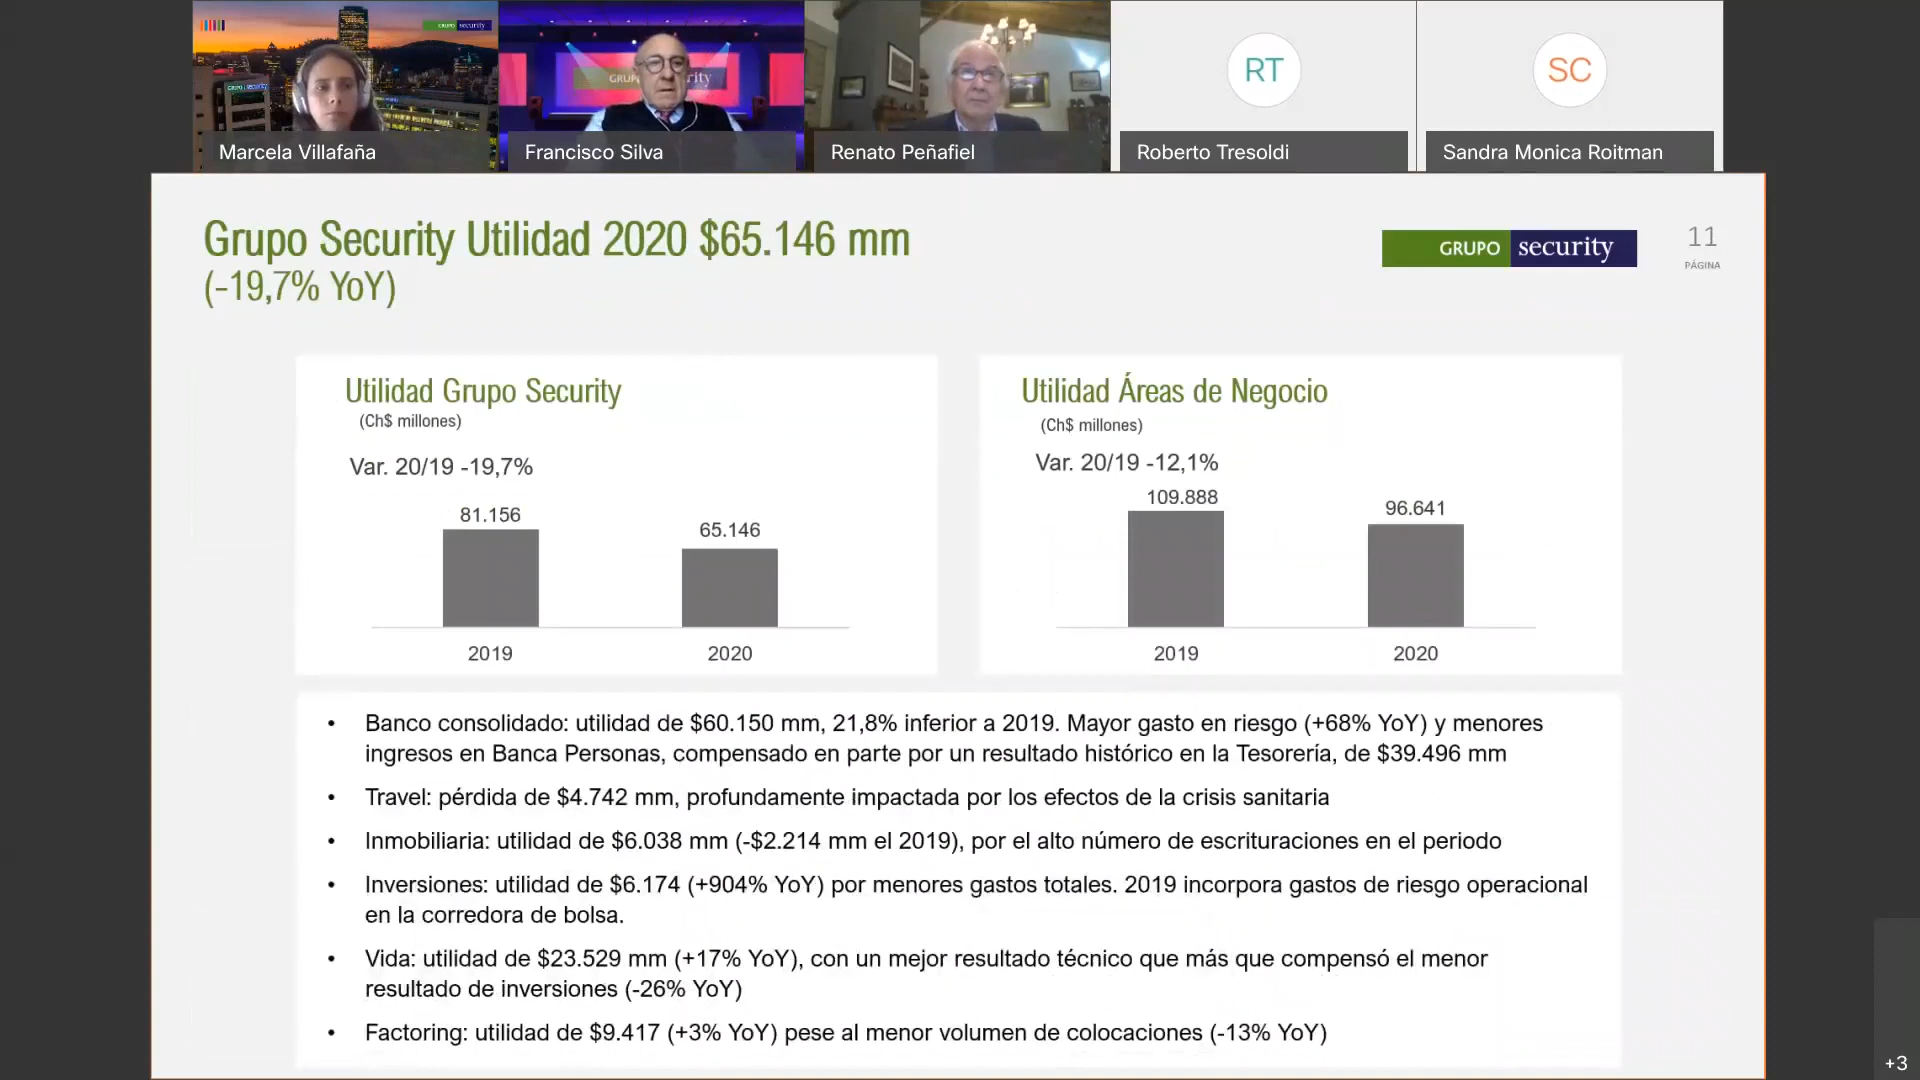 GRUPO security
GRUPO security
GRUPO security
Marcela Villafaña
Francisco Silva
Renato Peñafiel
RT
Roberto Tresoldi
SC
Sandra Monica Roitman
Grupo Security Utilidad 2020 $65.146 mm
(-19,7% YoY)
GRUPO security
11
PÁGINA
Utilidad Grupo Security
(Ch$ millones)
Var. 20/19 -19,7%
81.156
65.146
2019
2020
Utilidad Áreas de Negocio
(Ch$ millones)
Var. 20/19 -12,1%
109.888
96.641
2019
2020
• Banco consolidado: utilidad de $60.150 mm, 21,8% inferior a 2019. Mayor gasto en riesgo (+68% YoY) y menores
ingresos en Banca Personas, compensado en parte por un resultado histórico en la Tesorería, de $39.496 mm
• Travel: pérdida de $4.742 mm, profundamente impactada por los efectos de la crisis sanitaria
• Inmobiliaria: utilidad de $6.038 mm (-$2.214 mm el 2019), por el alto número de escrituraciones en el periodo
• Inversiones: utilidad de $6.174 (+904% YoY) por menores gastos totales. 2019 incorpora gastos de riesgo operacional
en la corredora de bolsa.
• Vida: utilidad de $23.529 mm (+17% YoY), con un mejor resultado técnico que más que compensó el menor
resultado de inversiones (-26% YoY)
• Factoring: utilidad de $9.417 (+3% YoY) pese al menor volumen de colocaciones (-13% YoY)
+3